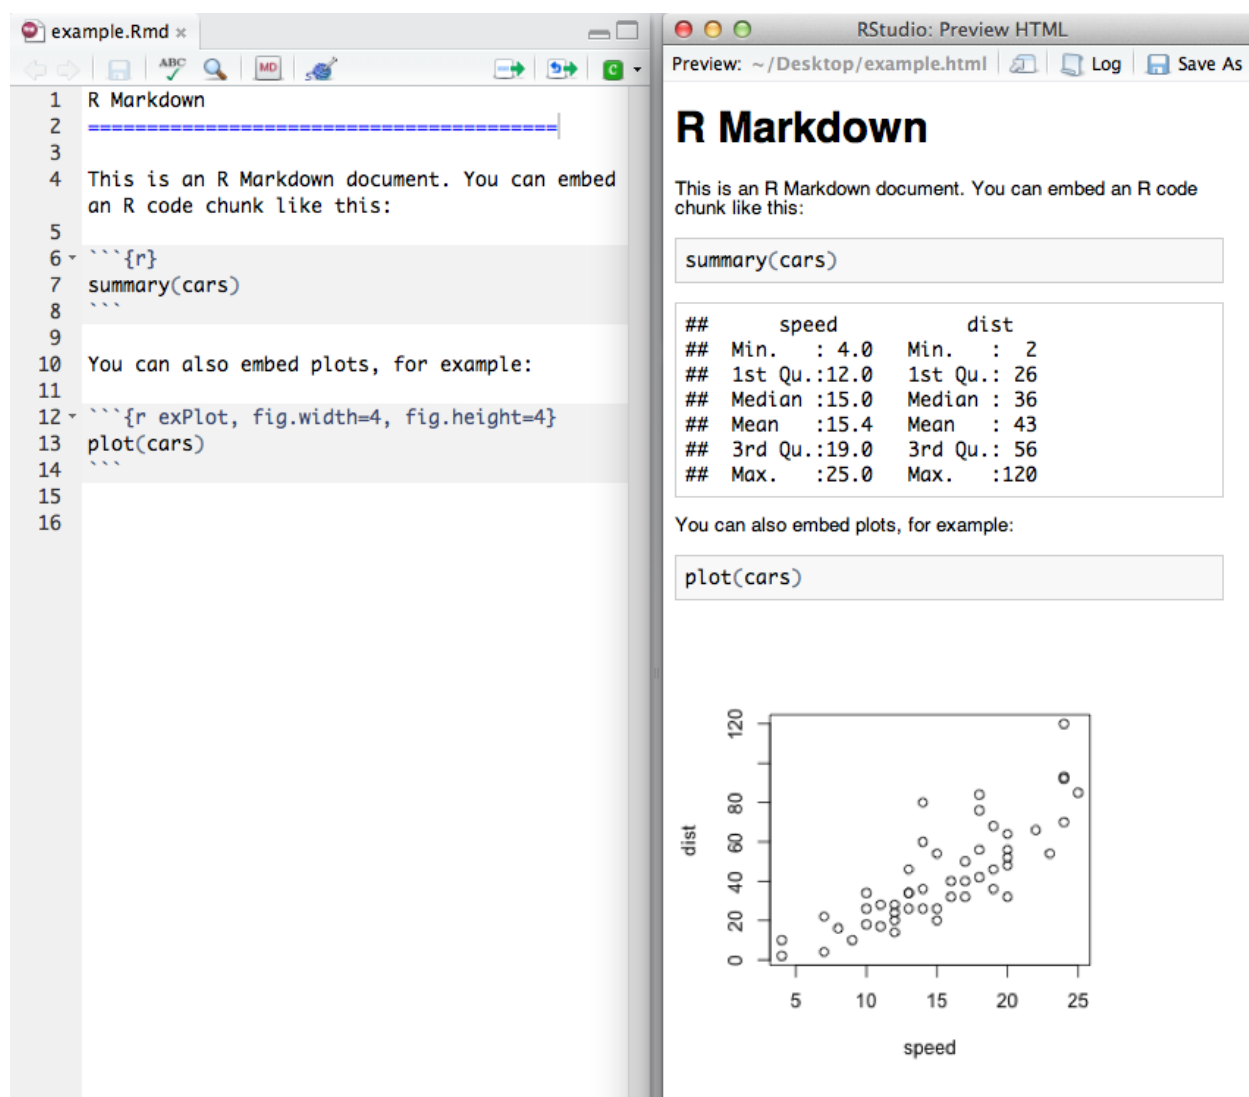 example.Rmd
ABC
MD
C
1 R Markdown
2 ========================================
3
4 This is an R Markdown document. You can embed
an R code chunk like this:
5
6 ```{r}
7 summary(cars)
8 ```
9
10 You can also embed plots, for example:
11
12 ```{r exPlot, fig.width=4, fig.height=4}
13 plot(cars)
14 ```
15
16
RStudio: Preview HTML
Preview: ~/Desktop/example.html Log Save As
R Markdown
This is an R Markdown document. You can embed an R code
chunk like this:
summary(cars)
##      speed           dist
##  Min.   : 4.0   Min.   :  2
##  1st Qu.:12.0   1st Qu.: 26
##  Median :15.0   Median : 36
##  Mean   :15.4   Mean   : 43
##  3rd Qu.:19.0   3rd Qu.: 56
##  Max.   :25.0   Max.   :120
You can also embed plots, for example:
plot(cars)
120
80
60
40
20
0
dist
5 10 15 20 25
speed